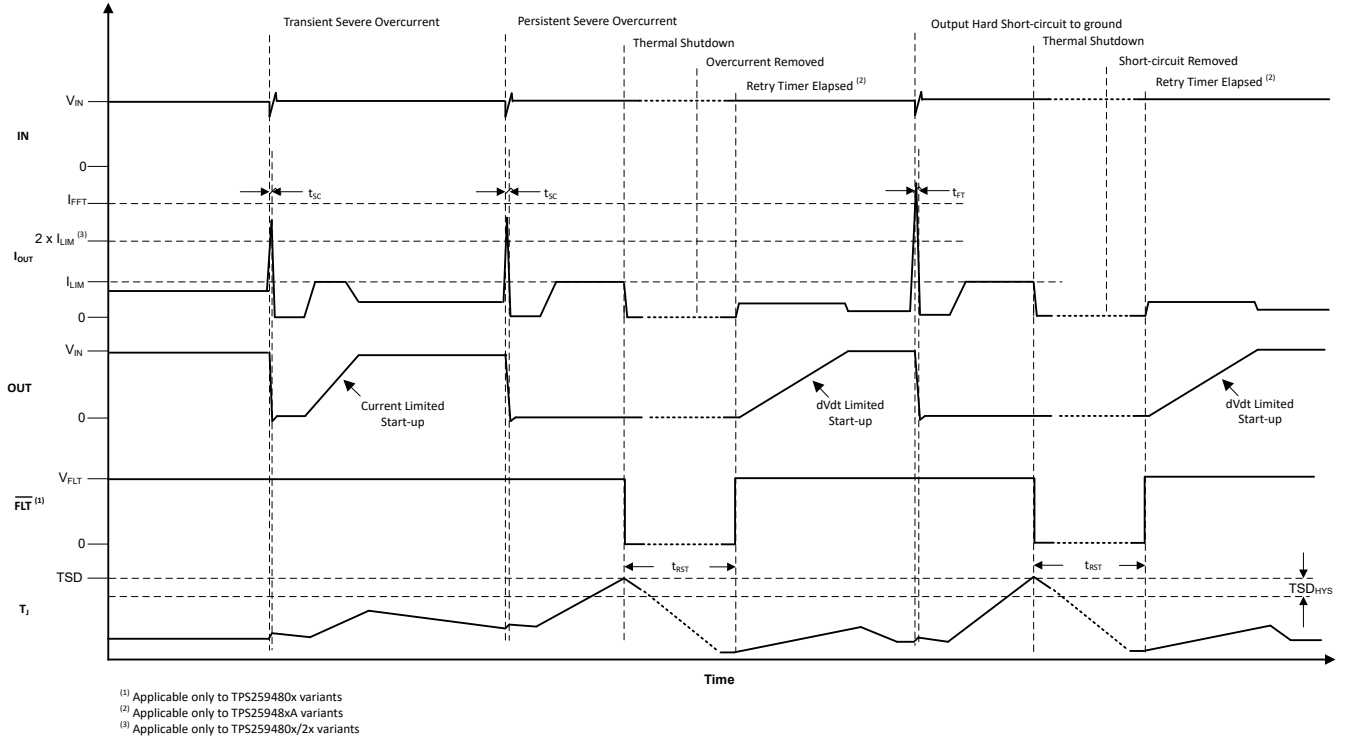 Transient Severe Overcurrent
Persistent Severe Overcurrent
Output Hard Short-circuit to ground
Thermal Shutdown
Thermal Shutdown
Overcurrent Removed
Short-circuit Removed
Retry Timer Elapsed (2)
Retry Timer Elapsed (2)
VIN
IN
0
tSC
tSC
tFT
IFFT
2 x ILIM (3)
IOUT
ILIM
0
VIN
OUT
Current Limited
Start-up
dVdt Limited
Start-up
dVdt Limited
Start-up
0
VFLT
FLT (1)
0
TSD
tRST
tRST
TSDHYS
TJ
Time
(1) Applicable only to TPS259480x variants
(2) Applicable only to TPS25948xA variants
(3) Applicable only to TPS259480x/2x variants